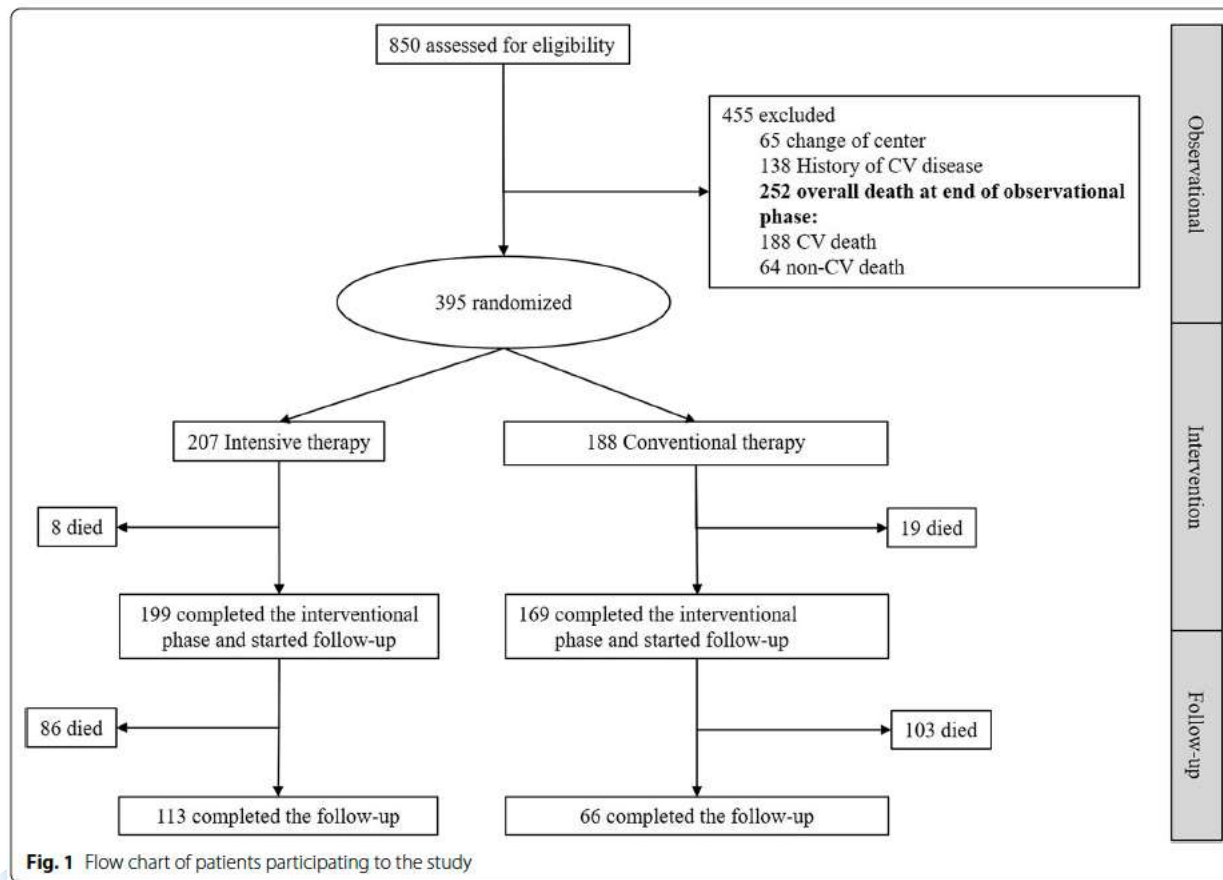 850 assessed for eligibility
455 excluded
65 change of center
138 History of CV disease
252 overall death at end of observational
phase:
188 CV death
64 non-CV death
Observational
395 randomized
207 Intensive therapy
188 Conventional therapy
Intervention
8 died
19 died
199 completed the interventional
phase and started follow-up
169 completed the interventional
phase and started follow-up
Follow-up
86 died
103 died
113 completed the follow-up
66 completed the follow-up
Fig. 1 Flow chart of patients participating to the study